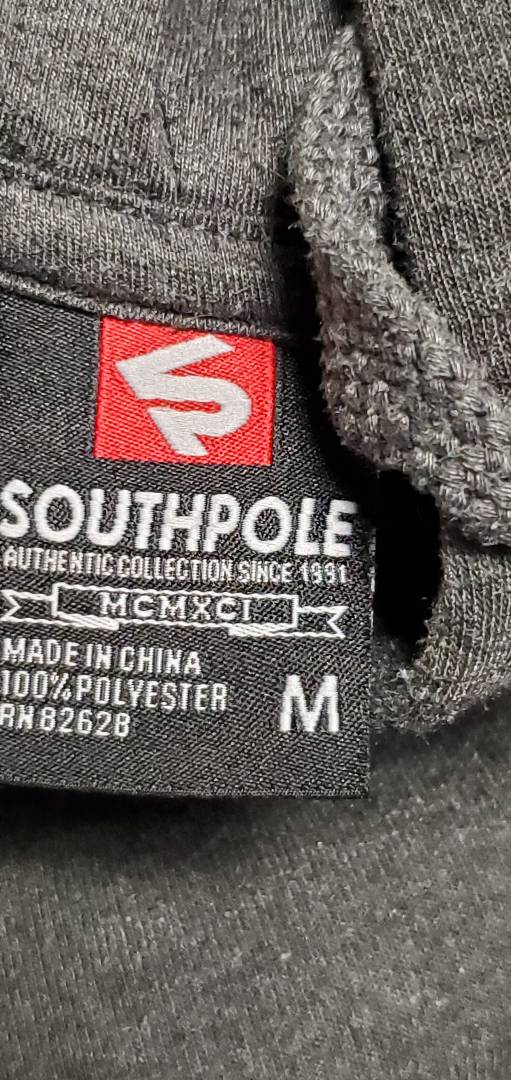 SOUTHPOLE
AUTHENTIC COLLECTION SINCE 1991
MCMXCI
MADE IN CHINA
100% POLYESTER
RN 82628
M